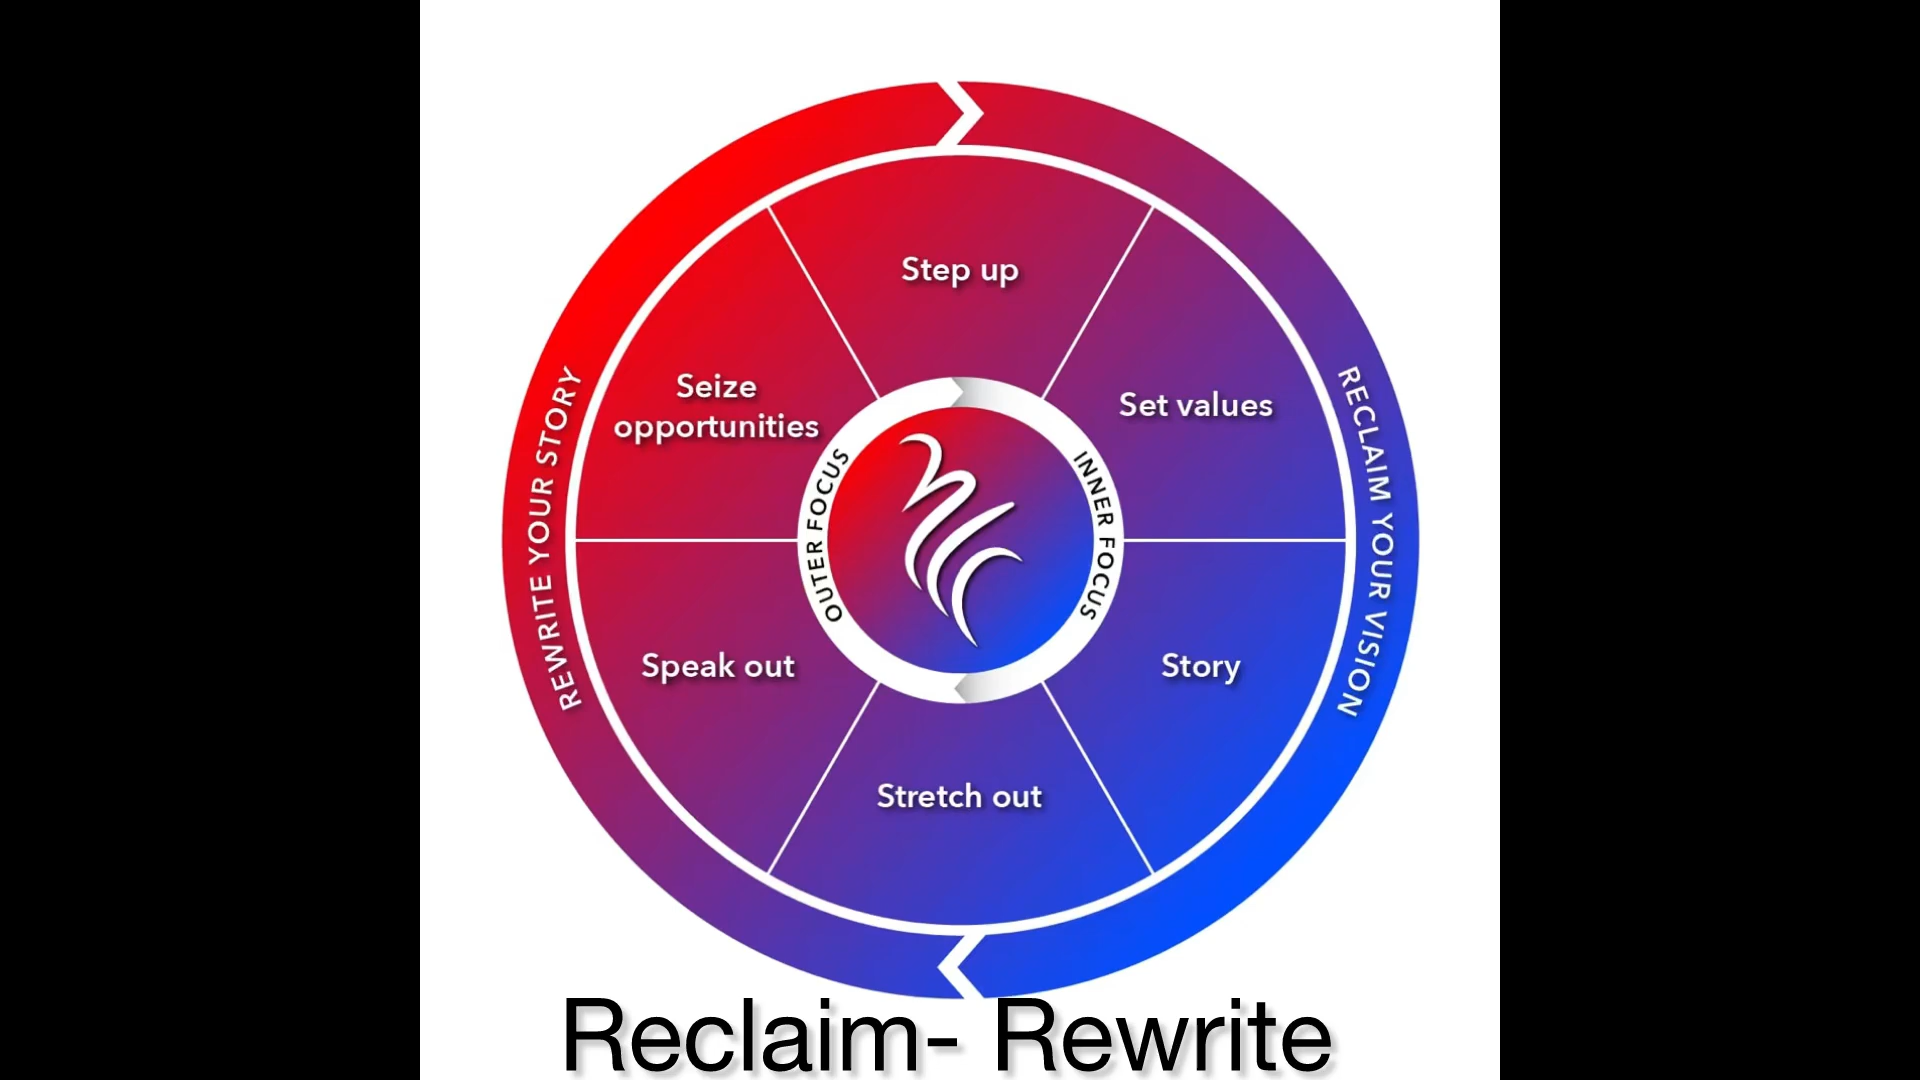 Step up
Set values
Story
Stretch out
Speak out
Seize
opportunities
OUTER FOCUS
INNER FOCUS
REWRITE YOUR STORY
RECLAIM YOUR VISION
Reclaim- Rewrite